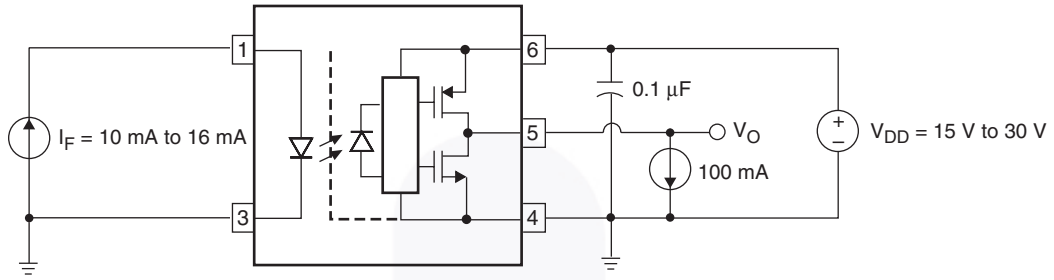 1
6
0.1 μF
I_F = 10 mA to 16 mA
5
V_O
+
–
V_DD = 15 V to 30 V
100 mA
3
4